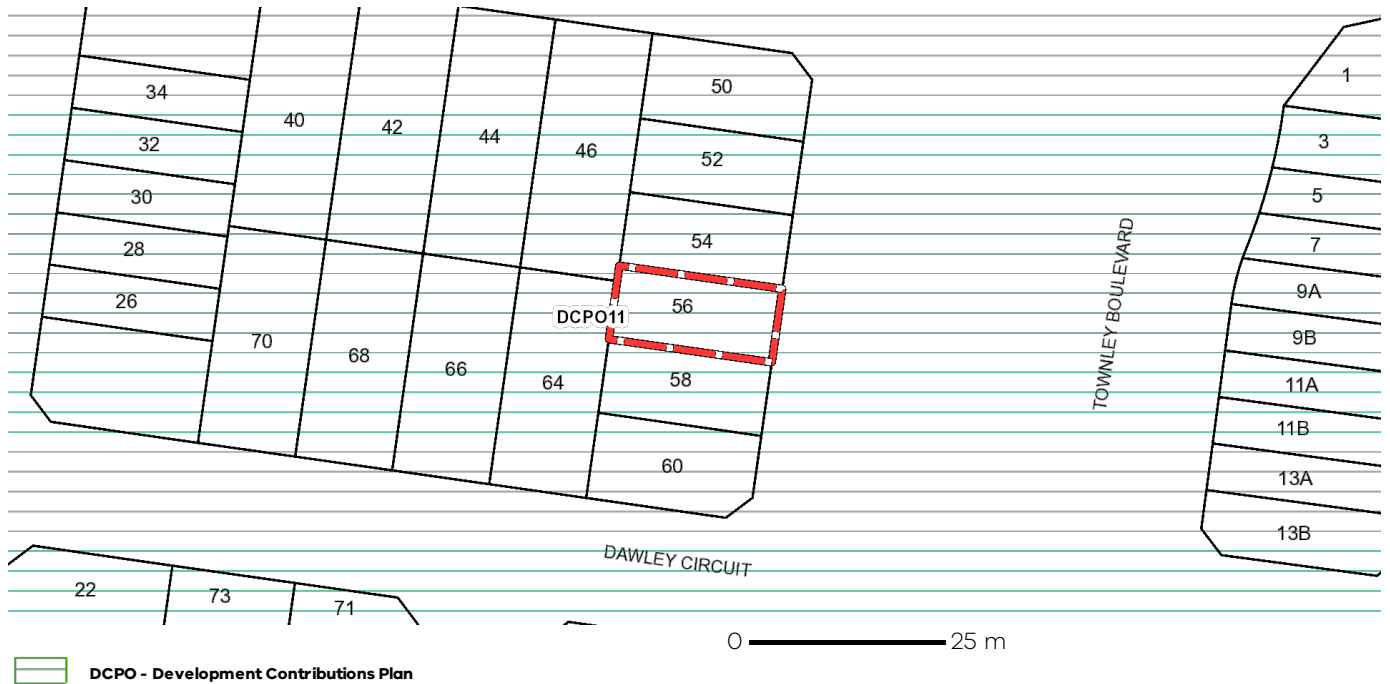 1
50
34
40
42
44
46
3
32
52
5
30
54
7
28
26
56
9A
DCPO11
TOWNLEY BOULEVARD
9B
70
68
66
64
58
11A
11B
60
13A
13B
DAWLEY CIRCUIT
22
73
71
0 25 m
DCPO - Development Contributions Plan